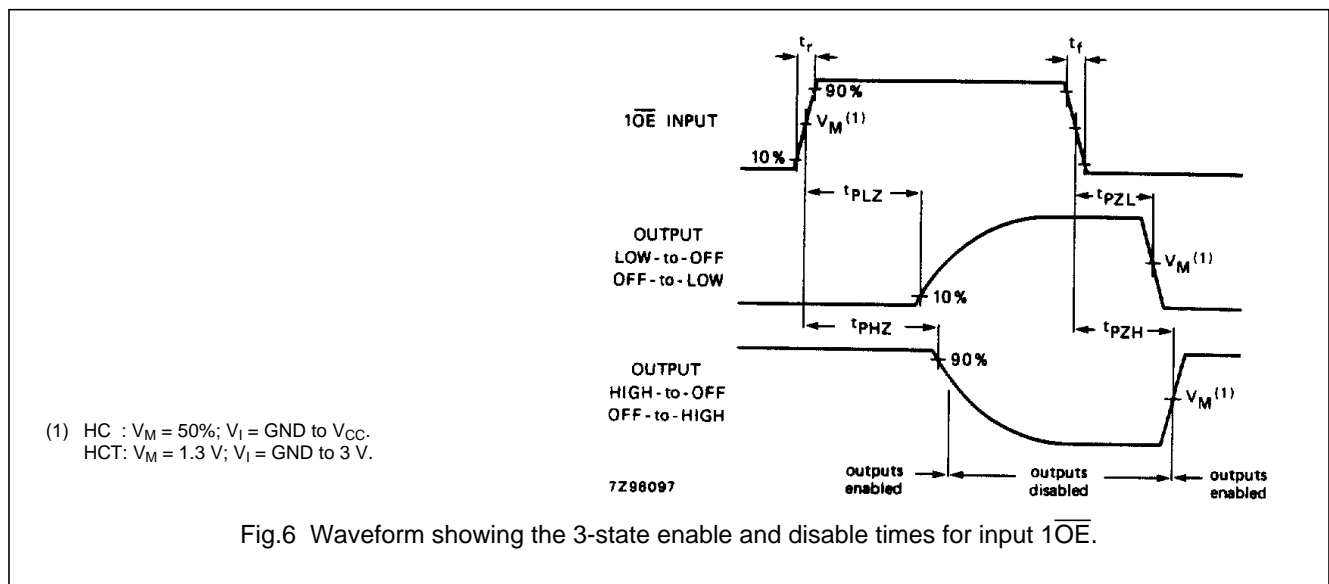 t_r
t_f
90%
1O̅E̅ INPUT
V_M (1)
10%
t_PLZ
t_PZL
OUTPUT
LOW-to-OFF
OFF-to-LOW
V_M (1)
10%
t_PHZ
t_PZH
90%
OUTPUT
HIGH-to-OFF
OFF-to-HIGH
V_M (1)
(1) HC : V_M = 50%; V_I = GND to V_CC.
HCT: V_M = 1.3 V; V_I = GND to 3 V.
outputs enabled
outputs disabled
outputs enabled
7Z98097
Fig.6 Waveform showing the 3-state enable and disable times for input 1O̅E̅.